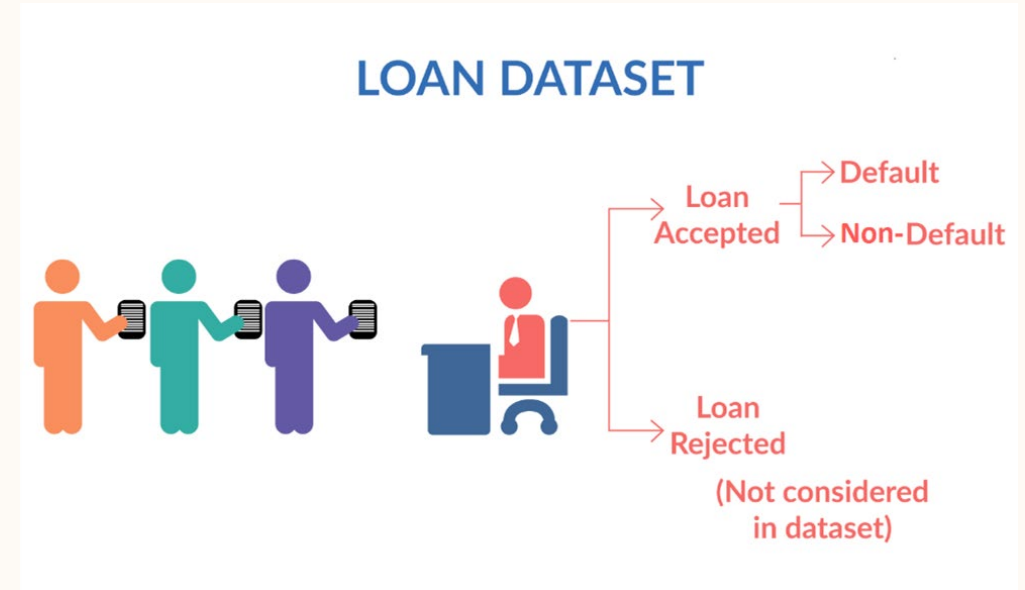 LOAN DATASET
Default
Loan
Accepted
Non-Default
Loan
Rejected
(Not considered
in dataset)